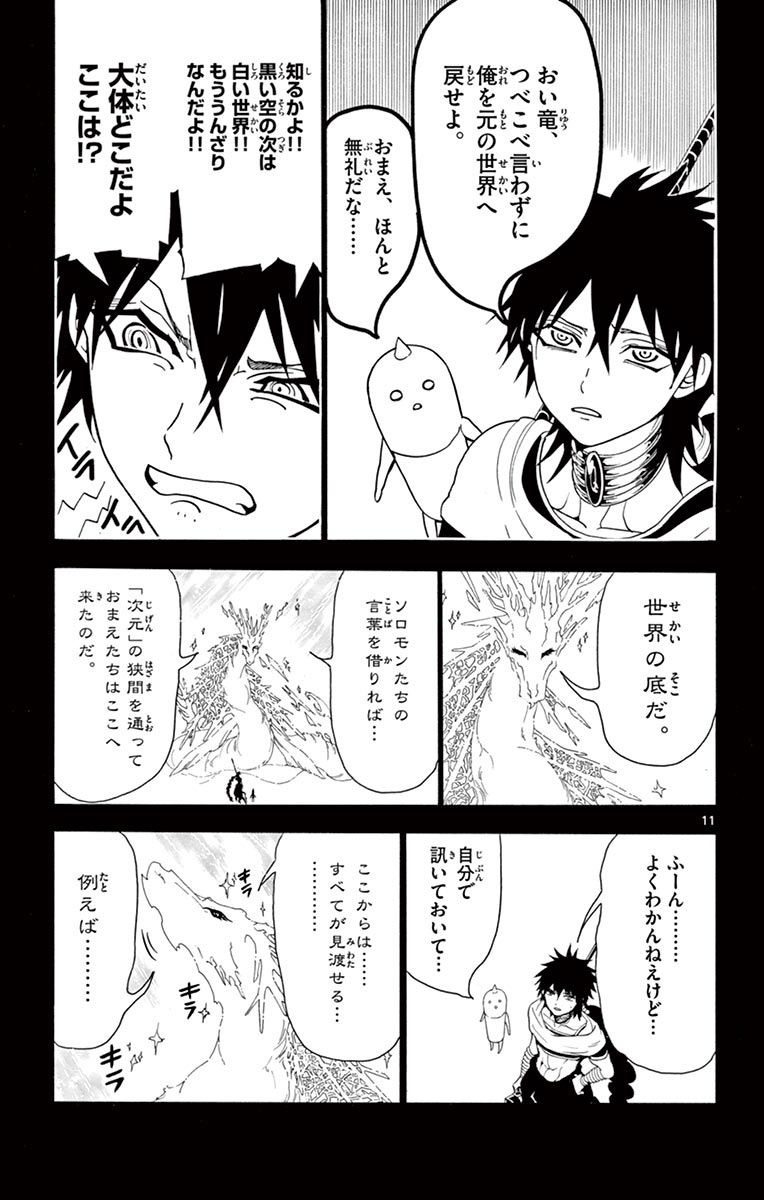 おい竜、
つべこべ言わずに
俺を元の世界へ
戻せよ。
おまえ、ほんと
無礼だな……
知るかよ!!
黒い空の次は
白い世界!!
もううんざり
なんだよ!!
大体どこだよ
ここは!?
イラ
イラ
世界の底だ。
ソロモンたちの
言葉を借りれば…
「次元」の狭間を通って
おまえたちはここへ
来たのだ。
11
ふーん………
よくわかんねえけど…
自分で
訊いておいて…
ここからは……
すべてが見渡せる…
…………
キラ
キラ
キラ
例えば………